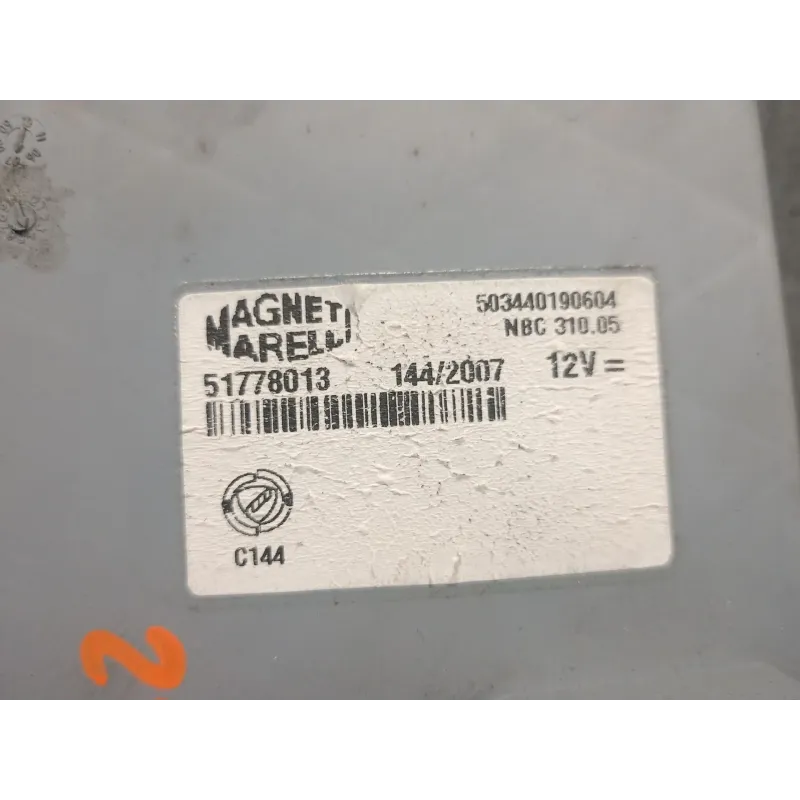 MAGNETI
MARELLI
503440190604
NBC 310.05
51778013 144/2007 12V =
C144
2